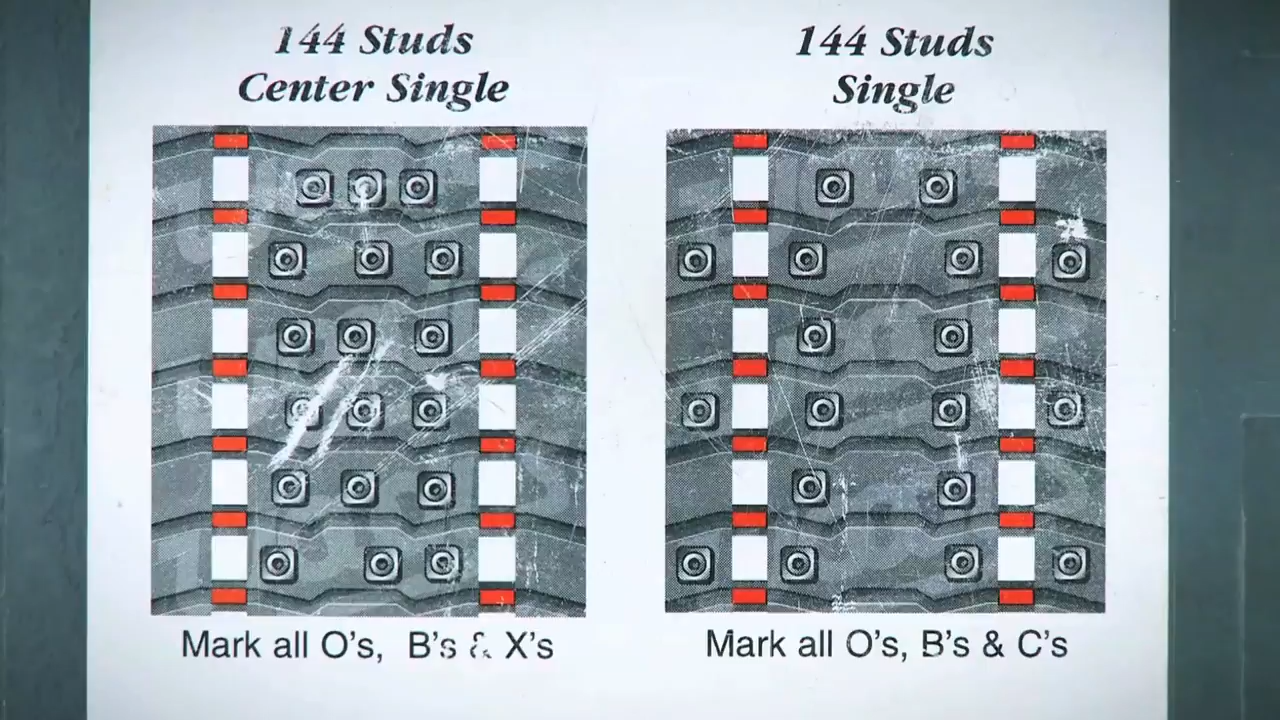 144 Studs
Center Single
144 Studs
Single
Mark all O's, B's & X's
Mark all O's, B's & C's